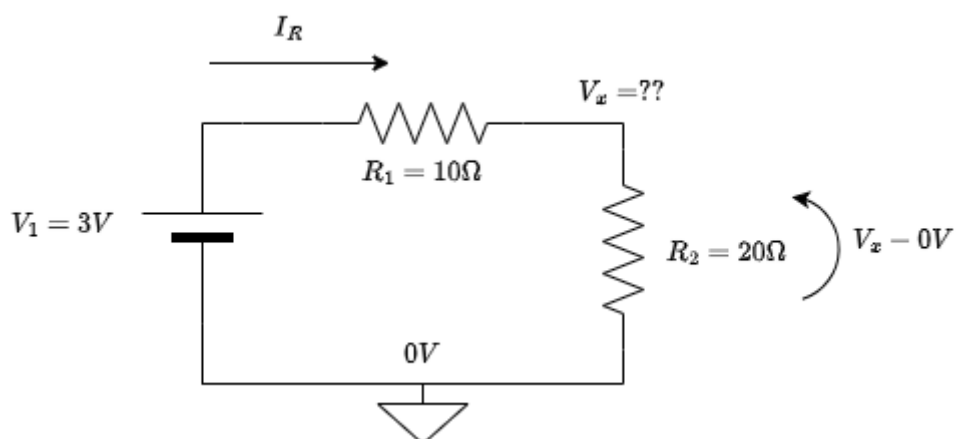 I_R
V_x =??
R_1 = 10Ω
V_1 = 3V
R_2 = 20Ω
V_x − 0V
0V